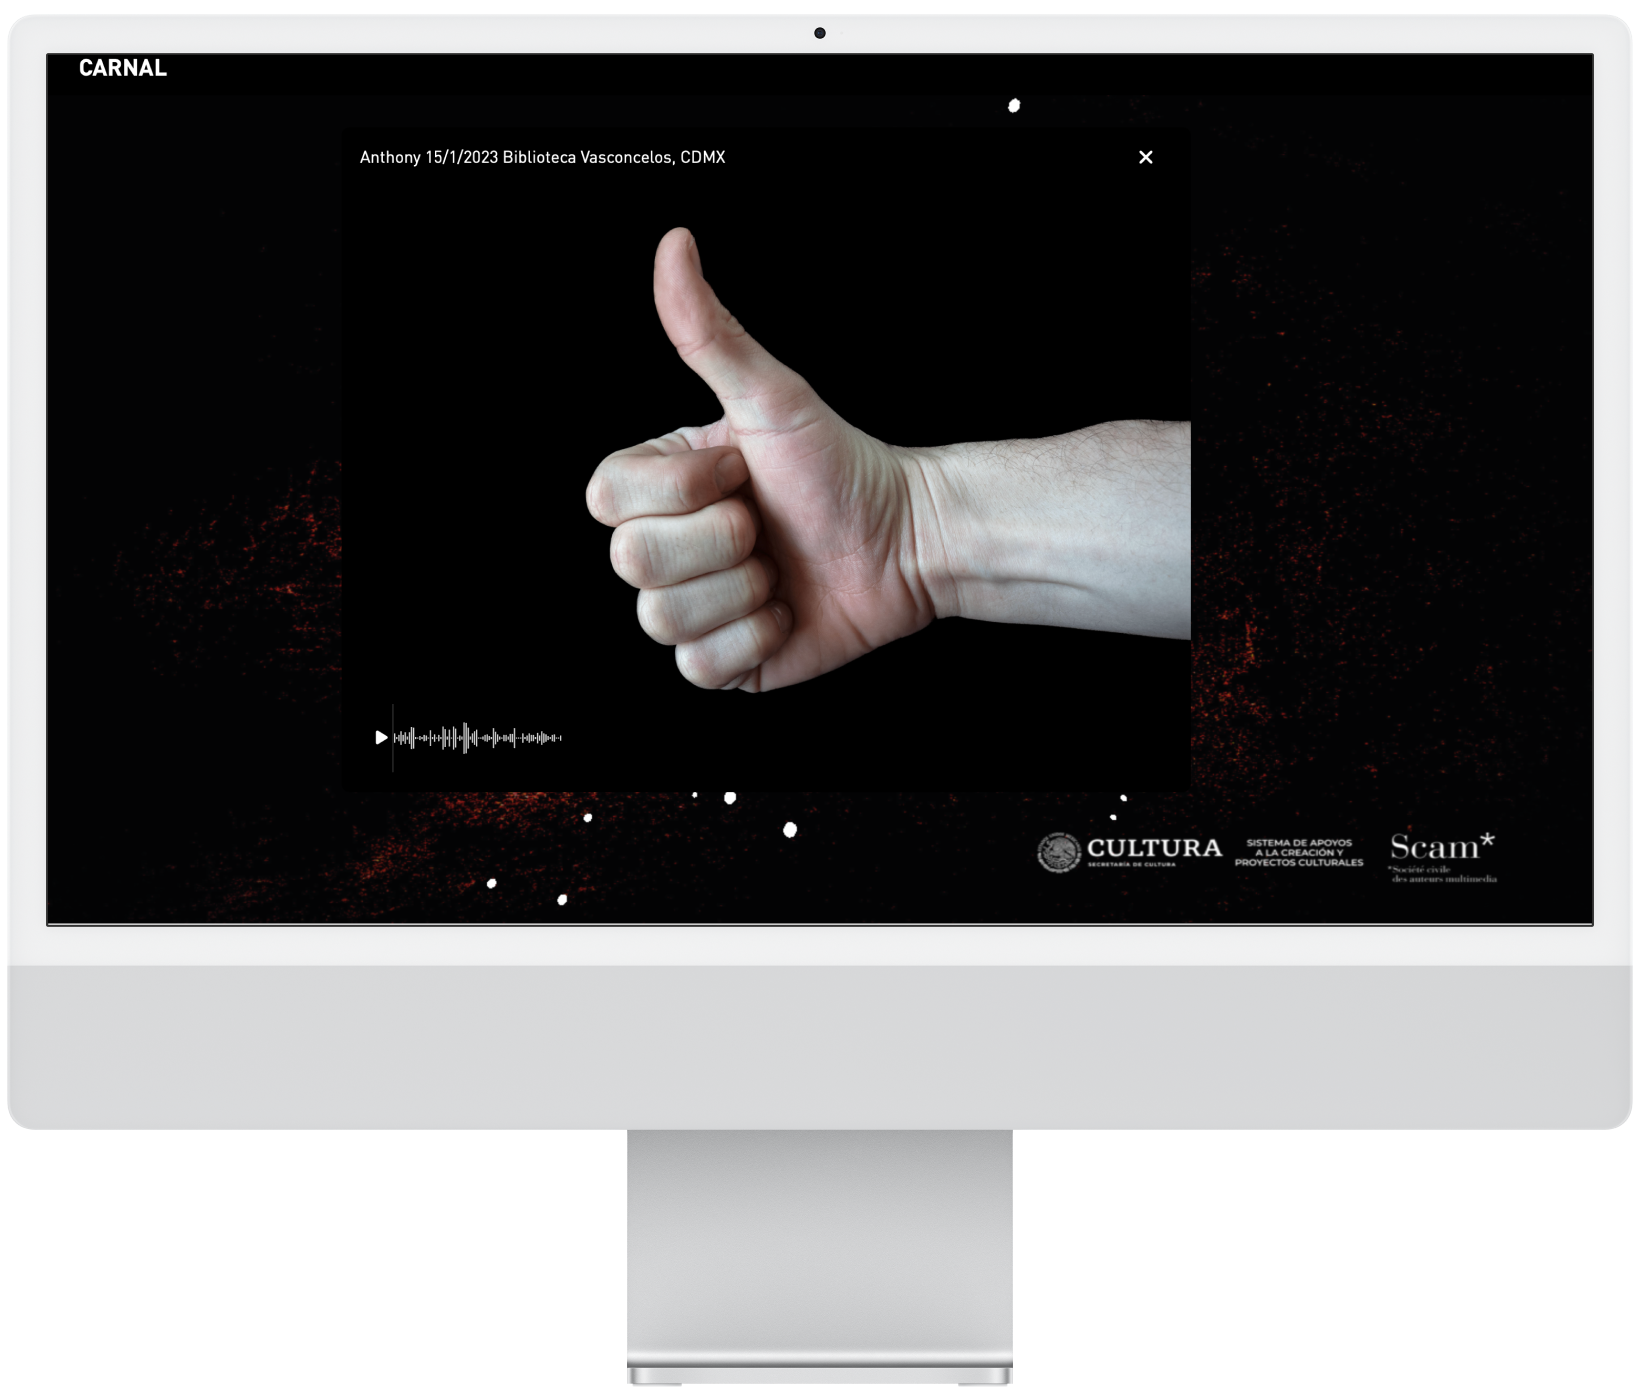 CARNAL
Anthony 15/1/2023 Biblioteca Vasconcelos, CDMX
CULTURA
SECRETARÍA DE CULTURA
SISTEMA DE APOYOS
A LA CREACIÓN Y
PROYECTOS CULTURALES
Scam*
*Société civile
des auteurs multimedia